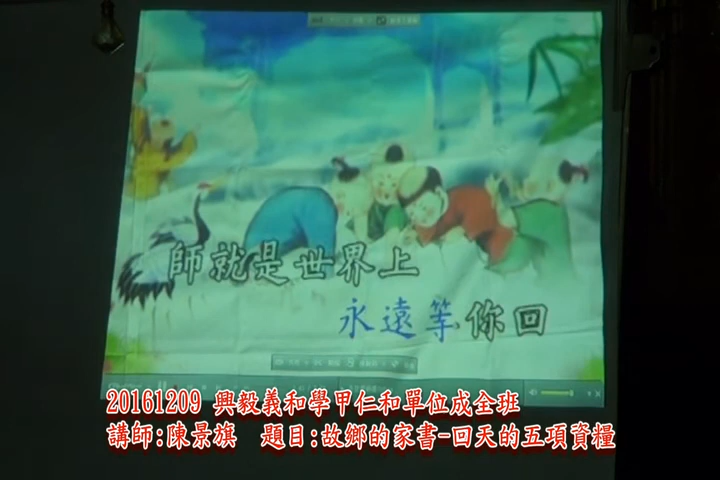 師就是世界上
永遠等你回
20161209 興毅義和學甲仁和單位成全班
講師:陳景旗 題目:故鄉的家書-回天的五項資糧